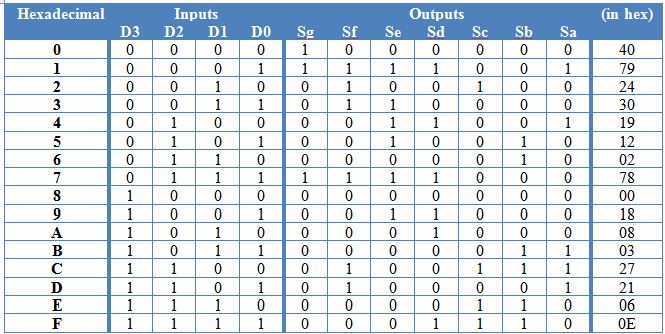 Hexadecimal Inputs Outputs (in hex)
D3 D2 D1 D0 Sg Sf Se Sd Sc Sb Sa
0 0 0 0 0 1 0 0 0 0 0 0 40
1 0 0 0 1 1 1 1 1 0 0 1 79
2 0 0 1 0 0 1 0 0 1 0 0 24
3 0 0 1 1 0 1 1 0 0 0 0 30
4 0 1 0 0 0 0 1 1 0 0 1 19
5 0 1 0 1 0 0 1 0 0 1 0 12
6 0 1 1 0 0 0 0 0 0 1 0 02
7 0 1 1 1 1 1 1 1 0 0 0 78
8 1 0 0 0 0 0 0 0 0 0 0 00
9 1 0 0 1 0 0 1 1 0 0 0 18
A 1 0 1 0 0 0 0 1 0 0 0 08
B 1 0 1 1 0 0 0 0 0 1 1 03
C 1 1 0 0 0 1 0 0 1 1 1 27
D 1 1 0 1 0 1 0 0 0 0 1 21
E 1 1 1 0 0 0 0 0 1 1 0 06
F 1 1 1 1 0 0 0 1 1 1 0 0E